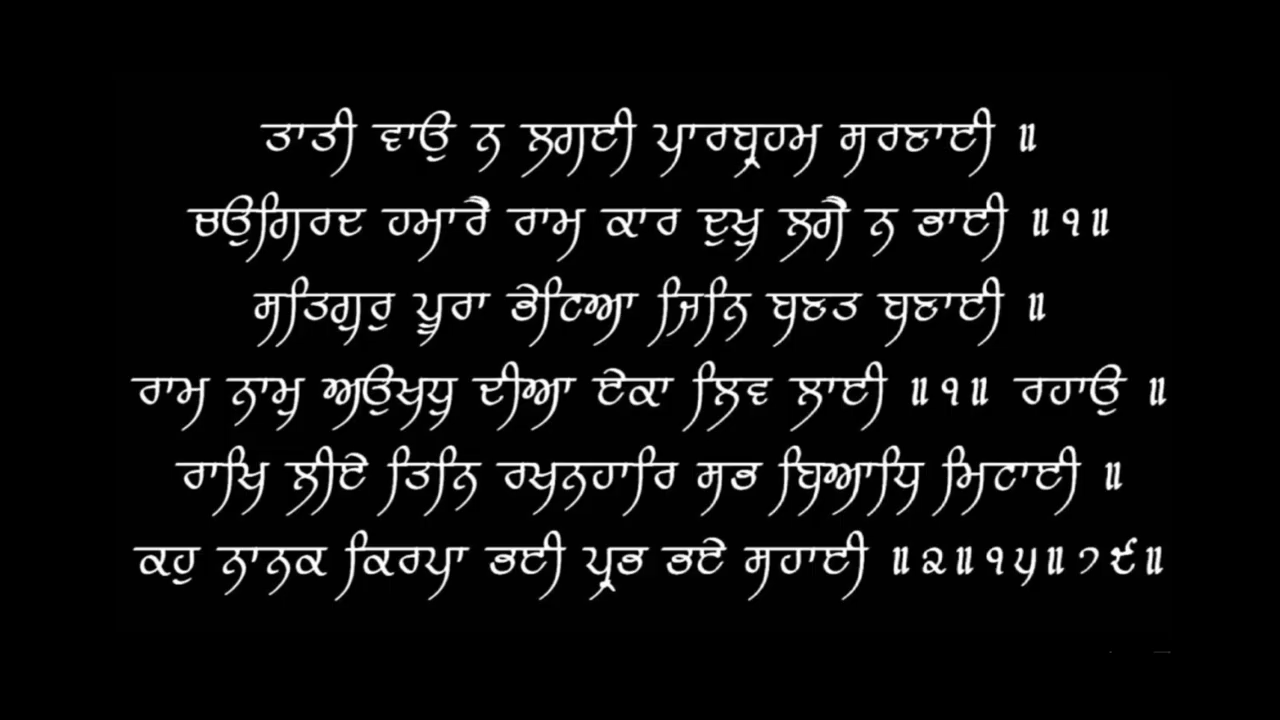 ਤਾਤੀ ਵਾਉ ਨ ਲਗਈ ਪਾਰਬ੍ਰਹਮ ਸਰਣਾਈ ॥
ਚਉਗਿਰਦ ਹਮਾਰੈ ਰਾਮ ਕਾਰ ਦੁਖੁ ਲਗੈ ਨ ਭਾਈ ॥੧॥
ਸਤਿਗੁਰੁ ਪੂਰਾ ਭੇਟਿਆ ਜਿਨਿ ਬਣਤ ਬਣਾਈ ॥
ਰਾਮ ਨਾਮੁ ਅਉਖਧੁ ਦੀਆ ਏਕਾ ਲਿਵ ਲਾਈ ॥੧॥ ਰਹਾਉ ॥
ਰਾਖਿ ਲੀਏ ਤਿਨਿ ਰਖਨਹਾਰਿ ਸਭ ਬਿਆਧਿ ਮਿਟਾਈ ॥
ਕਹੁ ਨਾਨਕ ਕਿਰਪਾ ਭਈ ਪ੍ਰਭ ਭਏ ਸਹਾਈ ॥੨॥੧੫॥੭੯॥